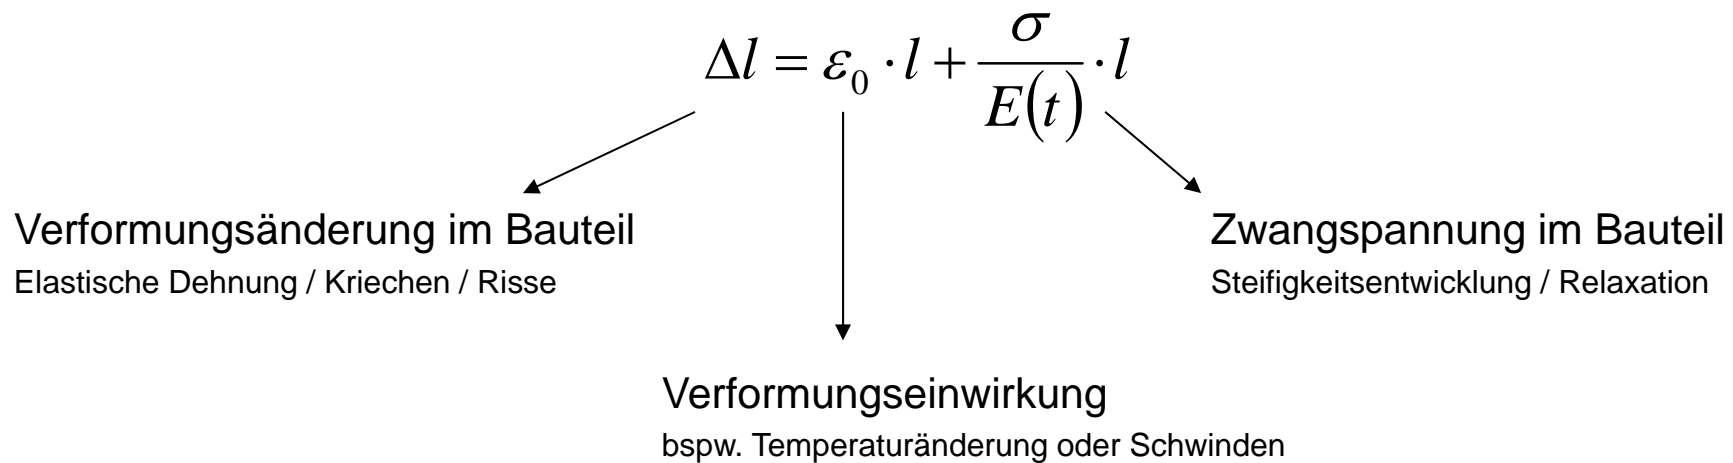 Δl = ε₀ · l + σ / E(t) · l
Verformungsänderung im Bauteil
Elastische Dehnung / Kriechen / Risse
Zwangspannung im Bauteil
Steifigkeitsentwicklung / Relaxation
Verformungseinwirkung
bspw. Temperaturänderung oder Schwinden